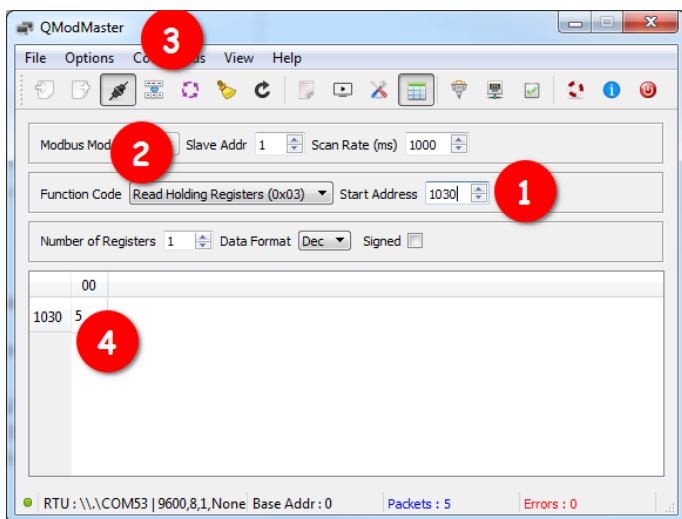 QModMaster
3
File Options Co s View Help
Modbus Mod Slave Addr 1 Scan Rate (ms) 1000
2
Function Code Read Holding Registers (0x03) Start Address 1030 1
Number of Registers 1 Data Format Dec Signed
00
1030 5
4
RTU : \\.\COM53 | 9600,8,1,None Base Addr : 0 Packets : 5 Errors : 0